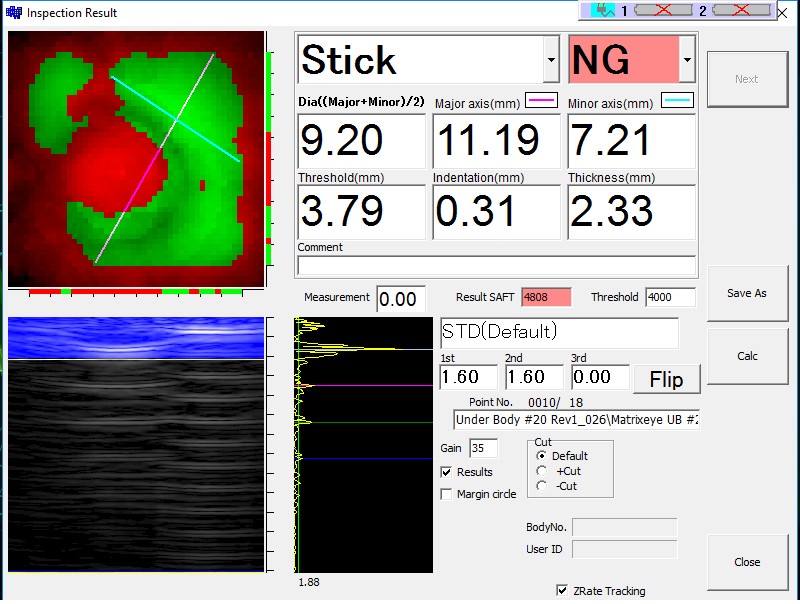 Inspection Result
1 2
Stick NG
Next
Dia((Major+Minor)/2) Major axis(mm) Minor axis(mm)
9.20 11.19 7.21
Threshold(mm) Indentation(mm) Thickness(mm)
3.79 0.31 2.33
Comment
Measurement 0.00 Result SAFT 4808 Threshold 4000
Save As
STD(Default)
Calc
1st 2nd 3rd
1.60 1.60 0.00 Flip
Point No. 0010/ 18
Under Body #20 Rev1_026\Matrixeye UB #2
Gain 35
Cut
Default
Results
+Cut
-Cut
Margin circle
BodyNo.
User ID
Close
1.88
ZRate Tracking